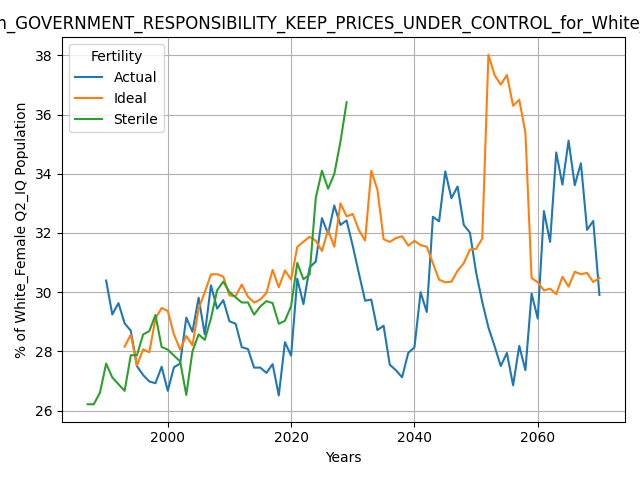 n_GOVERNMENT_RESPONSIBILITY_KEEP_PRICES_UNDER_CONTROL_for_White_
Fertility
Actual
Ideal
Sterile
% of White_Female Q2_IQ Population
38
36
34
32
30
28
26
2000
2020
2040
2060
Years